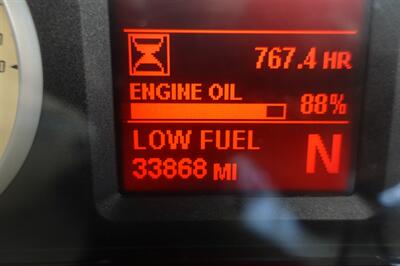 767.4 HR
ENGINE OIL
88%
LOW FUEL
33868 MI
N